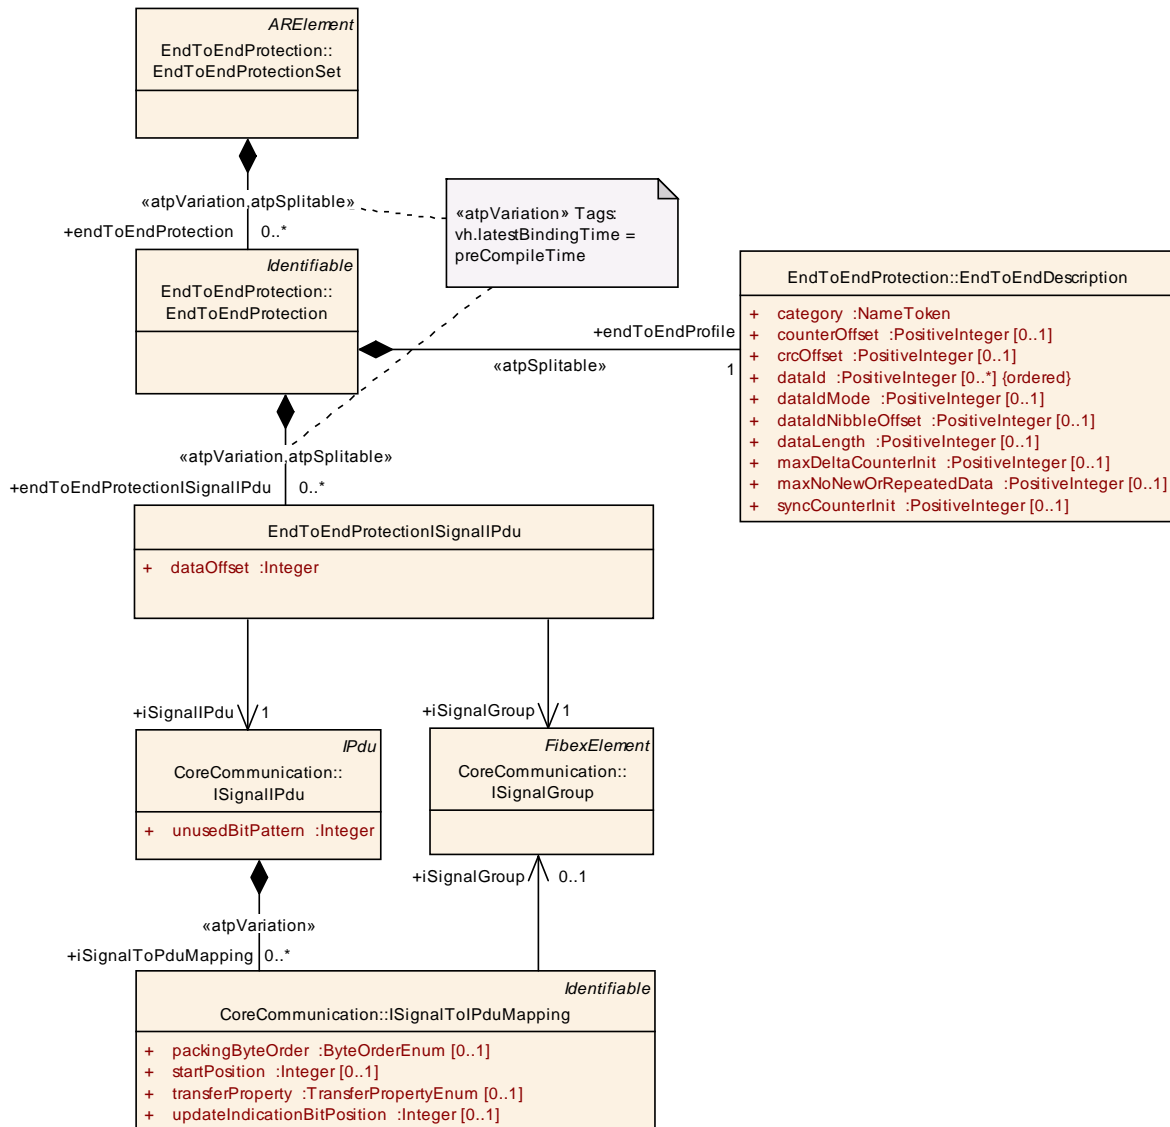 ARElement
EndToEndProtection::
EndToEndProtectionSet
«atpVariation,atpSplitable»
+endToEndProtection 0..*
«atpVariation» Tags:
vh.latestBindingTime =
preCompileTime
Identifiable
EndToEndProtection::
EndToEndProtection
+endToEndProfile
«atpSplitable» 1
EndToEndProtection::EndToEndDescription
+ category :NameToken
+ counterOffset :PositiveInteger [0..1]
+ crcOffset :PositiveInteger [0..1]
+ dataId :PositiveInteger [0..*] {ordered}
+ dataIdMode :PositiveInteger [0..1]
+ dataIdNibbleOffset :PositiveInteger [0..1]
+ dataLength :PositiveInteger [0..1]
+ maxDeltaCounterInit :PositiveInteger [0..1]
+ maxNoNewOrRepeatedData :PositiveInteger [0..1]
+ syncCounterInit :PositiveInteger [0..1]
«atpVariation,atpSplitable»
+endToEndProtectionISignalIPdu 0..*
EndToEndProtectionISignalIPdu
+ dataOffset :Integer
+iSignalIPdu 1
+iSignalGroup 1
IPdu
CoreCommunication::
ISignalIPdu
+ unusedBitPattern :Integer
FibexElement
CoreCommunication::
ISignalGroup
+iSignalGroup 0..1
«atpVariation»
+iSignalToPduMapping 0..*
Identifiable
CoreCommunication::ISignalToIPduMapping
+ packingByteOrder :ByteOrderEnum [0..1]
+ startPosition :Integer [0..1]
+ transferProperty :TransferPropertyEnum [0..1]
+ updateIndicationBitPosition :Integer [0..1]